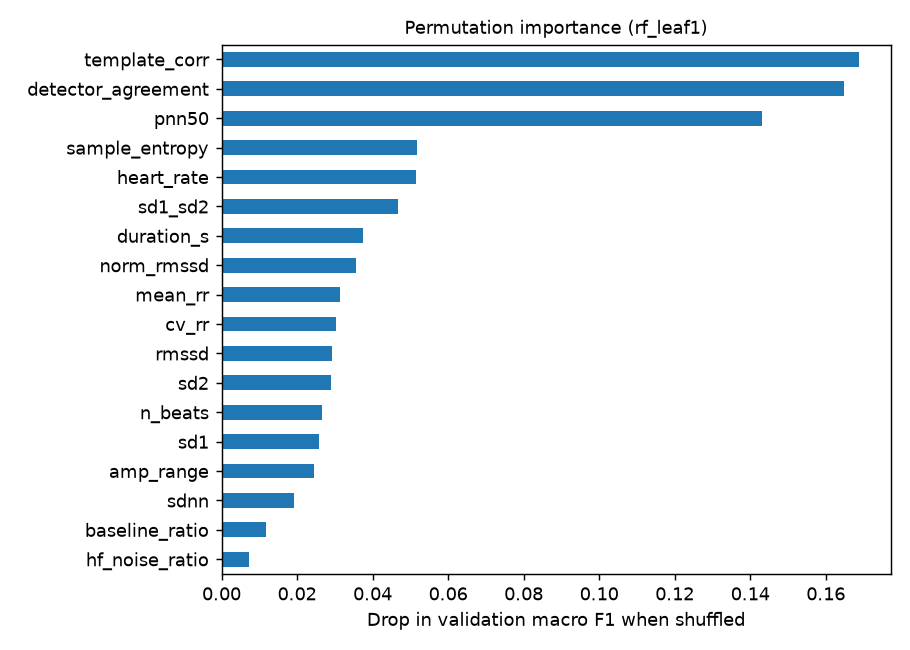 Permutation importance (rf_leaf1)
template_corr
detector_agreement
pnn50
sample_entropy
heart_rate
sd1_sd2
duration_s
norm_rmssd
mean_rr
cv_rr
rmssd
sd2
n_beats
sd1
amp_range
sdnn
baseline_ratio
hf_noise_ratio
0.00 0.02 0.04 0.06 0.08 0.10 0.12 0.14 0.16
Drop in validation macro F1 when shuffled